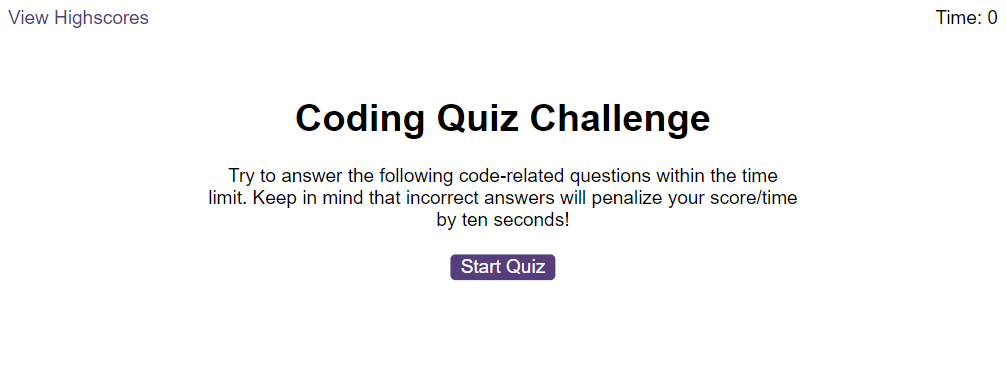 View Highscores
Time: 0
Coding Quiz Challenge
Try to answer the following code-related questions within the time
limit. Keep in mind that incorrect answers will penalize your score/time
by ten seconds!
Start Quiz